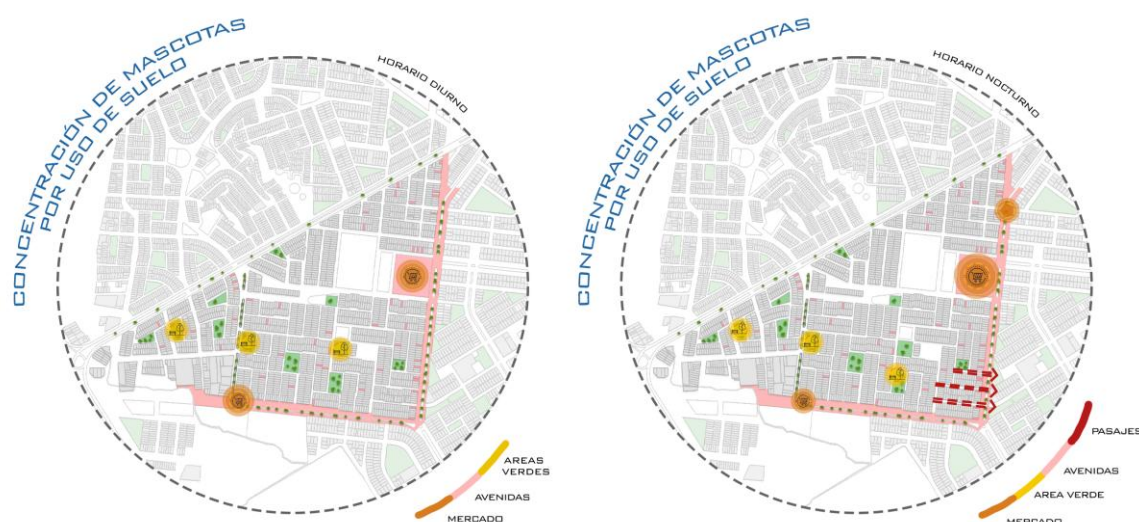 CONCENTRACIÓN DE MASCOTAS
POR USO DE SUELO
HORARIO DIURNO
AREAS
VERDES
AVENIDAS
MERCADO
CONCENTRACIÓN DE MASCOTAS
POR USO DE SUELO
HORARIO NOCTURNO
PASAJES
AVENIDAS
AREA VERDE
MERCADO